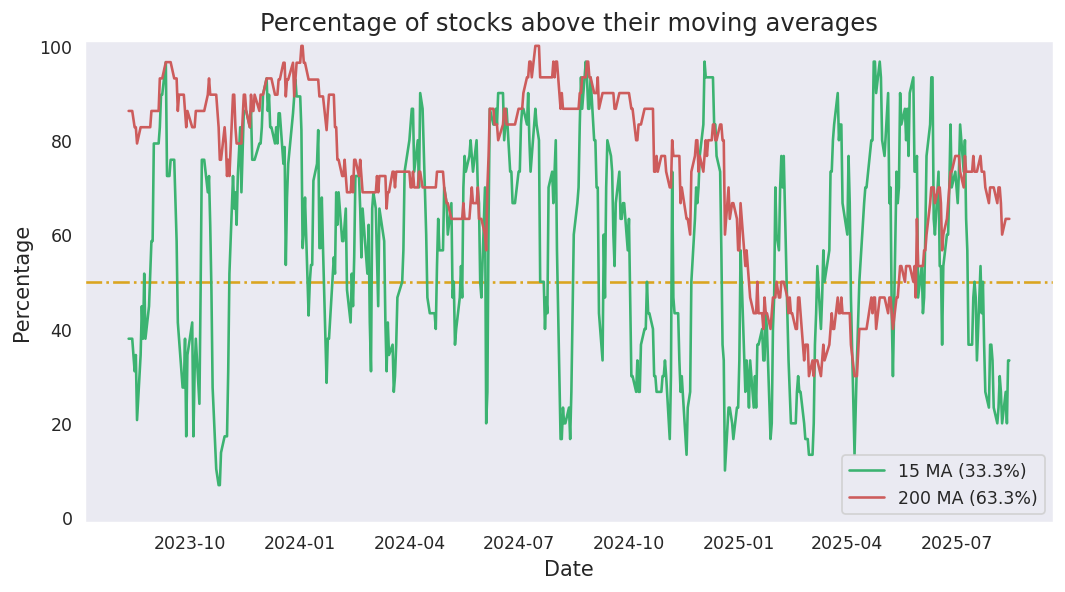 Percentage of stocks above their moving averages
Percentage
100
80
60
40
20
0
15 MA (33.3%)
200 MA (63.3%)
2023-10
2024-01
2024-04
2024-07
2024-10
2025-01
2025-04
2025-07
Date